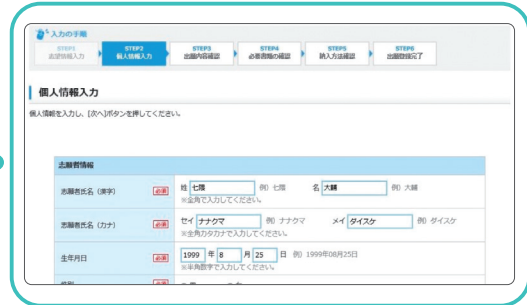 入力の手順
STEP1 STEP2 STEP3 STEP4 STEP5 STEP6
志望情報入力 個人情報入力 出願内容確認 必要書類の確認 納入方法確認 出願登録完了
個人情報入力
個人情報を入力し、[次へ]ボタンを押してください。
志願者情報
志願者氏名（漢字） 必須 姓 七隈 例）七隈 名 大輔 例）大輔
※全角で入力してください。
志願者氏名（カナ） 必須 セイ ナナクマ 例）ナナクマ メイ ダイスケ 例）ダイスケ
※全角カタカナで入力してください。
生年月日 必須 1999 年 8 月 25 日 例）1999年08月25日
※半角数字で入力してください。